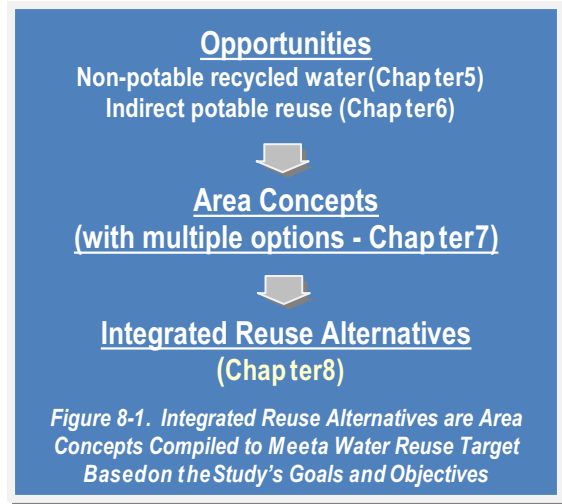 Opportunities
Non-potable recycled water (Chapter5)
Indirect potable reuse (Chapter6)
Area Concepts
(with multiple options - Chapter7)
Integrated Reuse Alternatives
(Chapter8)
Figure 8-1. Integrated Reuse Alternatives are Area
Concepts Compiled to Meeta Water Reuse Target
Basedon theStudy's Goals and Objectives